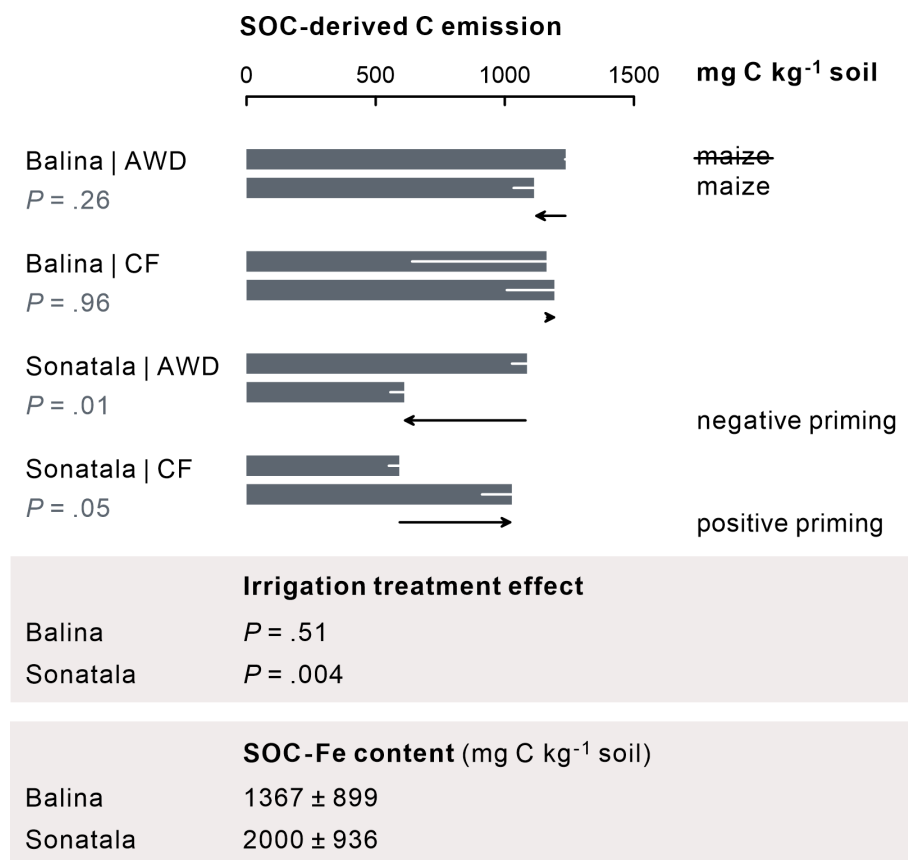 SOC-derived C emission
0 500 1000 1500 mg C kg⁻¹ soil
Balina | AWD maize
P = .26 maize
Balina | CF
P = .96
Sonatala | AWD
P = .01 negative priming
Sonatala | CF
P = .05 positive priming
Irrigation treatment effect
Balina P = .51
Sonatala P = .004
SOC-Fe content (mg C kg⁻¹ soil)
Balina 1367 ± 899
Sonatala 2000 ± 936